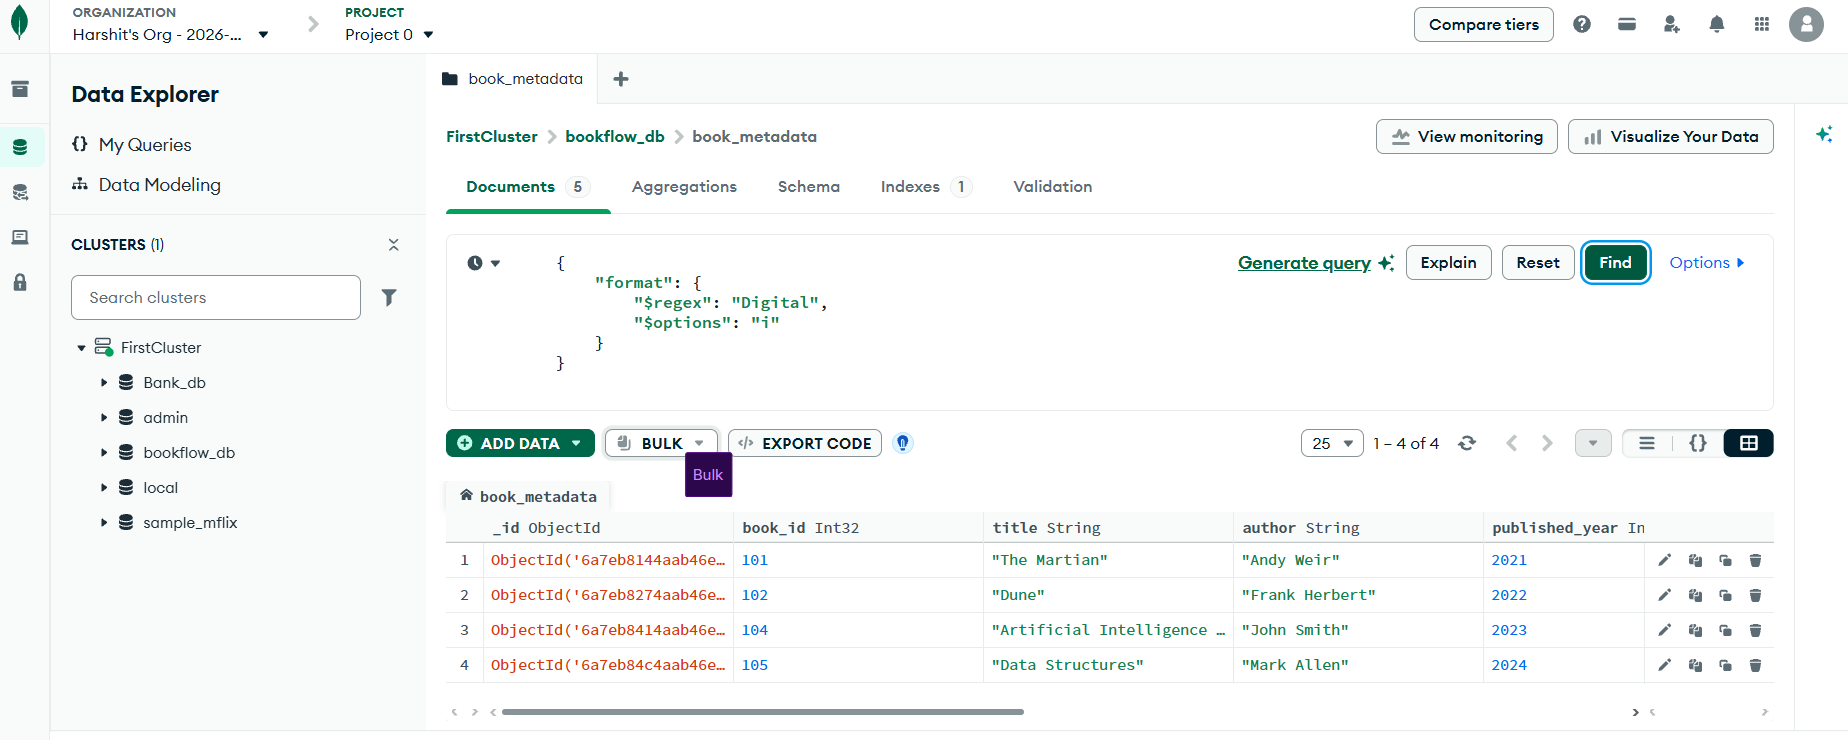 ORGANIZATION
Harshit's Org - 2026-...
PROJECT
Project 0
Compare tiers
Data Explorer
My Queries
Data Modeling
CLUSTERS (1)
Search clusters
FirstCluster
Bank_db
admin
bookflow_db
local
sample_mflix
book_metadata
FirstCluster > bookflow_db > book_metadata
View monitoring
Visualize Your Data
Documents 5
Aggregations
Schema
Indexes 1
Validation
Generate query
Explain
Reset
Find
Options
{
"format": {
"$regex": "Digital",
"$options": "i"
}
}
ADD DATA
BULK
EXPORT CODE
25
1 – 4 of 4
{}
Bulk
book_metadata
_id ObjectId book_id Int32 title String author String published_year In
1 ObjectId('6a7eb8144aab46e… 101 "The Martian" "Andy Weir" 2021
2 ObjectId('6a7eb8274aab46e… 102 "Dune" "Frank Herbert" 2022
3 ObjectId('6a7eb8414aab46e… 104 "Artificial Intelligence … "John Smith" 2023
4 ObjectId('6a7eb84c4aab46e… 105 "Data Structures" "Mark Allen" 2024